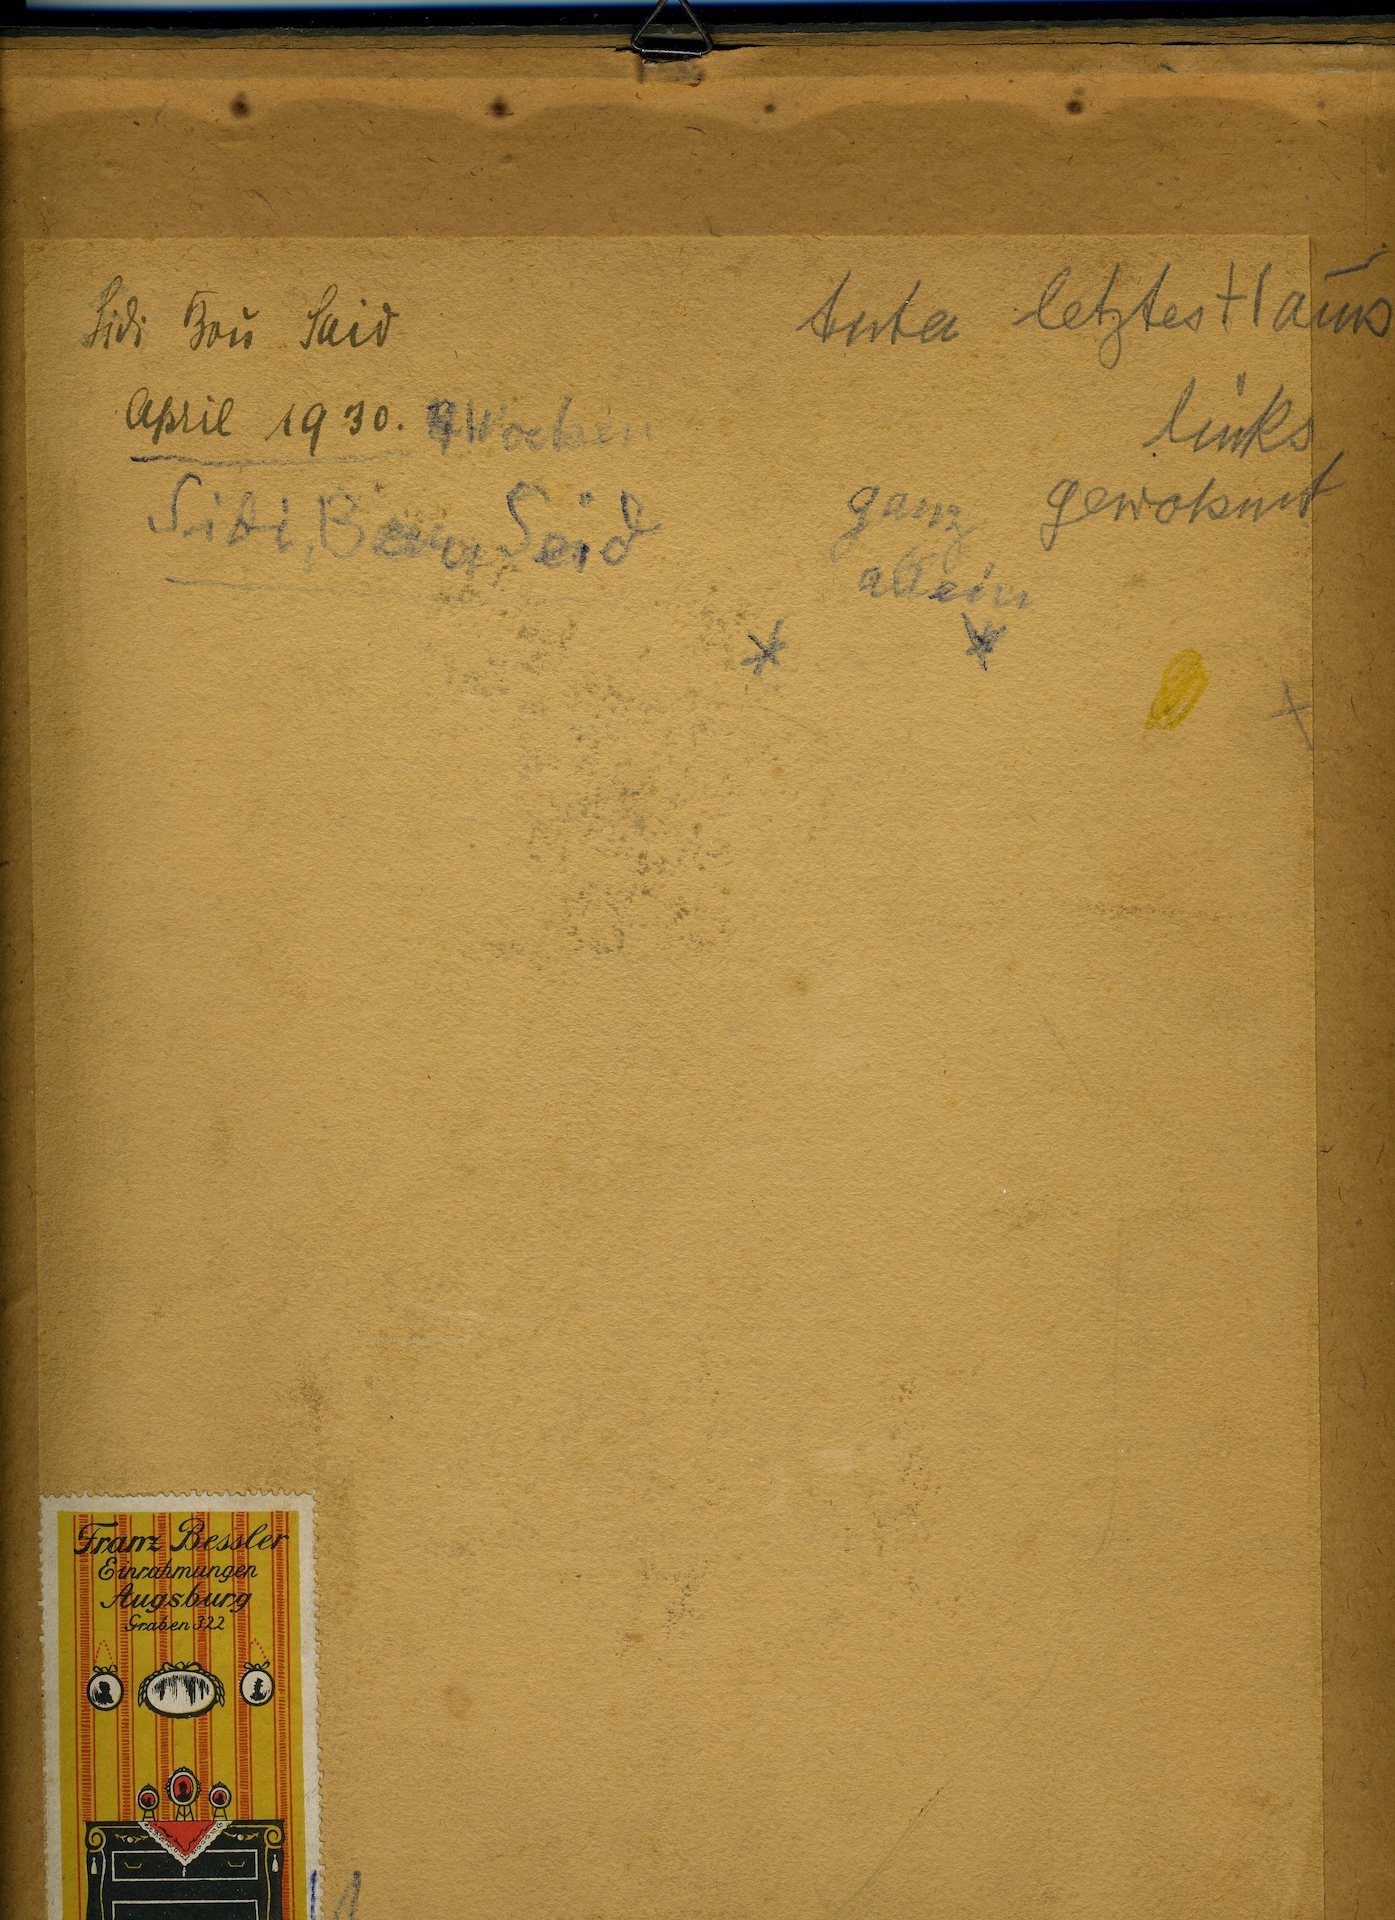 Sidi Boū Said
April 1930. 4 Wochen
Sidi, Bou, Said
letztes Haus
links
ganz gewohnt
allein
Franz Bessler
Einrahmungen
Augsburg
Graben 322